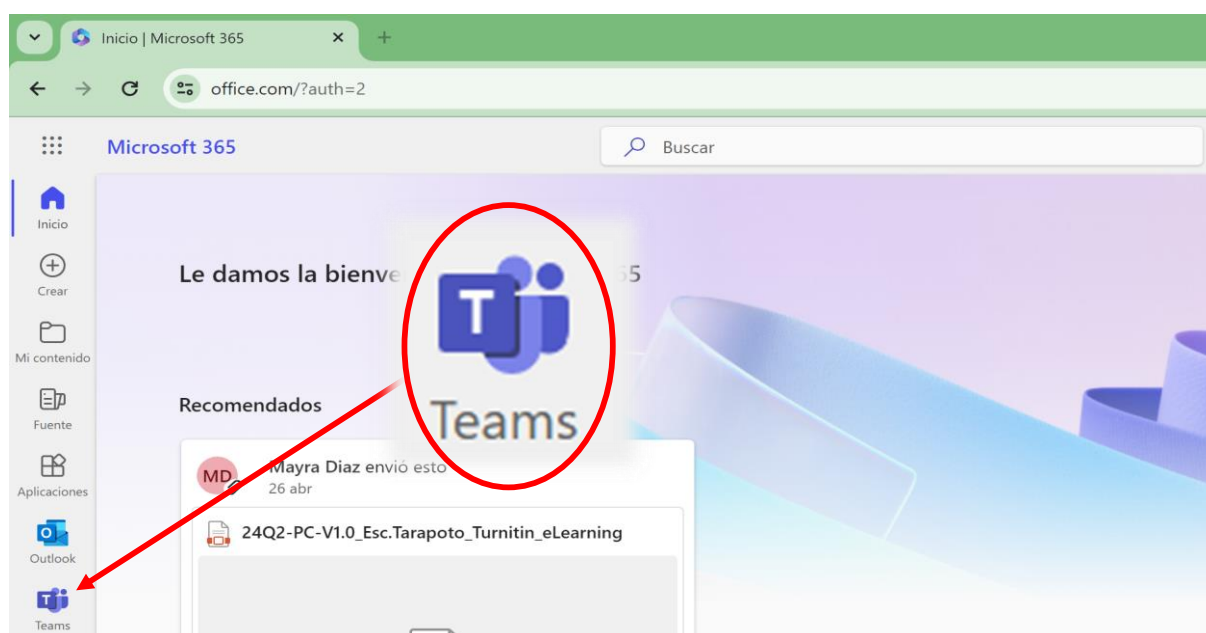 Inicio | Microsoft 365
office.com/?auth=2
Microsoft 365
Buscar
Inicio
Crear
Mi contenido
Fuente
Aplicaciones
Outlook
Teams
Le damos la bienve 65
T
Teams
Recomendados
MD
Mayra Diaz envió esto
26 abr
24Q2-PC-V1.0_Esc.Tarapoto_Turnitin_eLearning